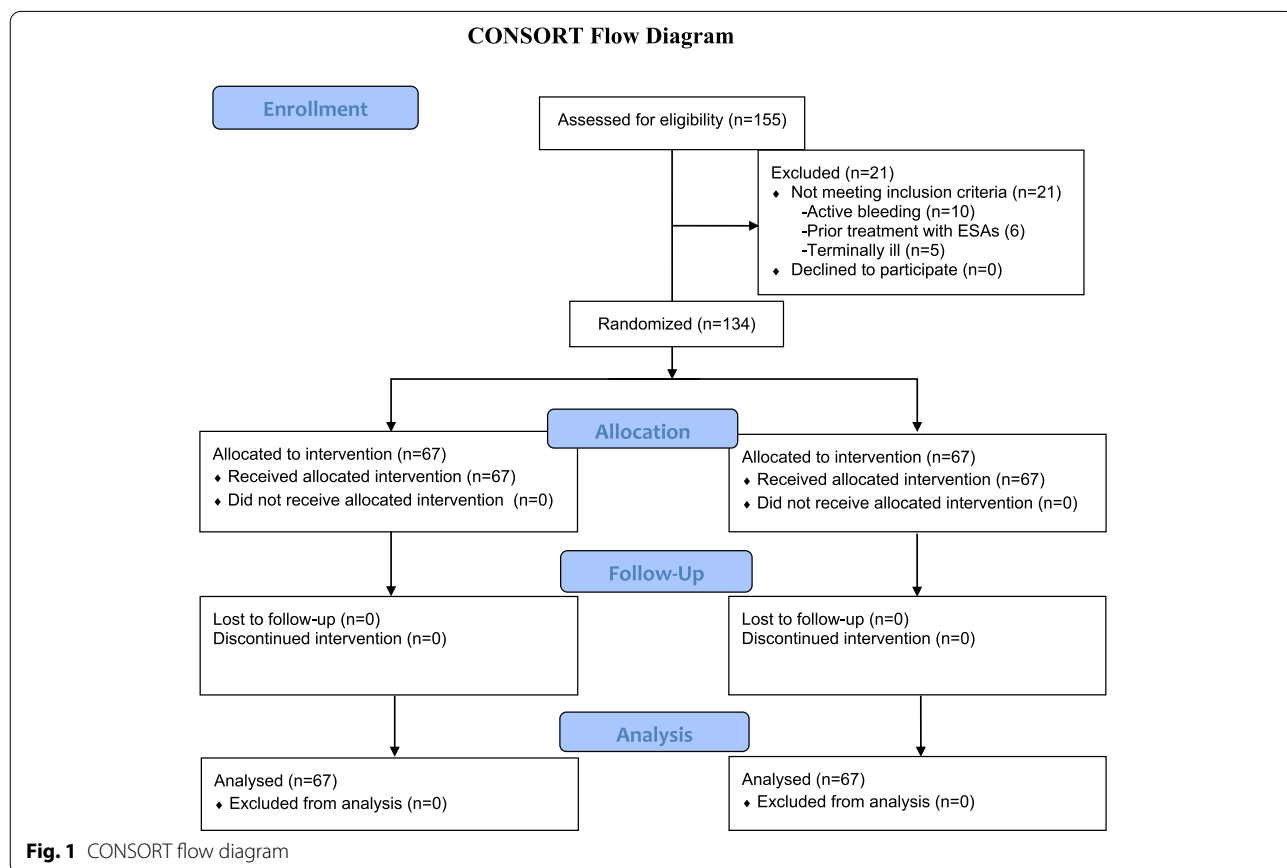 CONSORT Flow Diagram
Enrollment
Assessed for eligibility (n=155)
Excluded (n=21)
♦ Not meeting inclusion criteria (n=21)
-Active bleeding (n=10)
-Prior treatment with ESAs (6)
-Terminally ill (n=5)
♦ Declined to participate (n=0)
Randomized (n=134)
Allocation
Allocated to intervention (n=67)
♦ Received allocated intervention (n=67)
♦ Did not receive allocated intervention (n=0)
Allocated to intervention (n=67)
♦ Received allocated intervention (n=67)
♦ Did not receive allocated intervention (n=0)
Follow-Up
Lost to follow-up (n=0)
Discontinued intervention (n=0)
Lost to follow-up (n=0)
Discontinued intervention (n=0)
Analysis
Analysed (n=67)
♦ Excluded from analysis (n=0)
Analysed (n=67)
♦ Excluded from analysis (n=0)
Fig. 1 CONSORT flow diagram